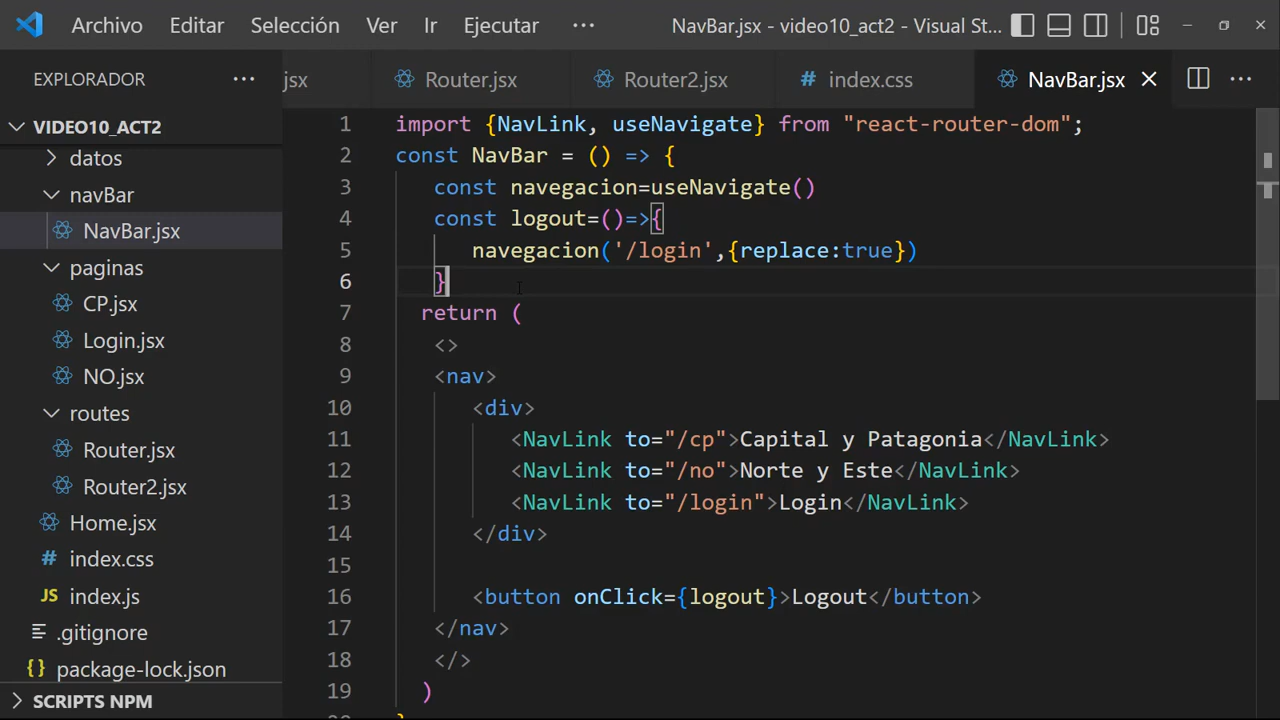 Archivo Editar Selección Ver Ir Ejecutar ··· NavBar.jsx - video10_act2 - Visual St...
EXPLORADOR ···
jsx Router.jsx Router2.jsx # index.css NavBar.jsx ···
VIDEO10_ACT2
datos
navBar
NavBar.jsx
paginas
CP.jsx
Login.jsx
NO.jsx
routes
Router.jsx
Router2.jsx
Home.jsx
# index.css
JS index.js
.gitignore
{} package-lock.json
SCRIPTS NPM
1 import {NavLink, useNavigate} from "react-router-dom";
2 const NavBar = () => {
3 const navegacion=useNavigate()
4 const logout=()=>{
5 navegacion('/login',{replace:true})
6 }
7 return (
8 <>
9 <nav>
10 <div>
11 <NavLink to="/cp">Capital y Patagonia</NavLink>
12 <NavLink to="/no">Norte y Este</NavLink>
13 <NavLink to="/login">Login</NavLink>
14 </div>
15
16 <button onClick={logout}>Logout</button>
17 </nav>
18 </>
19 )